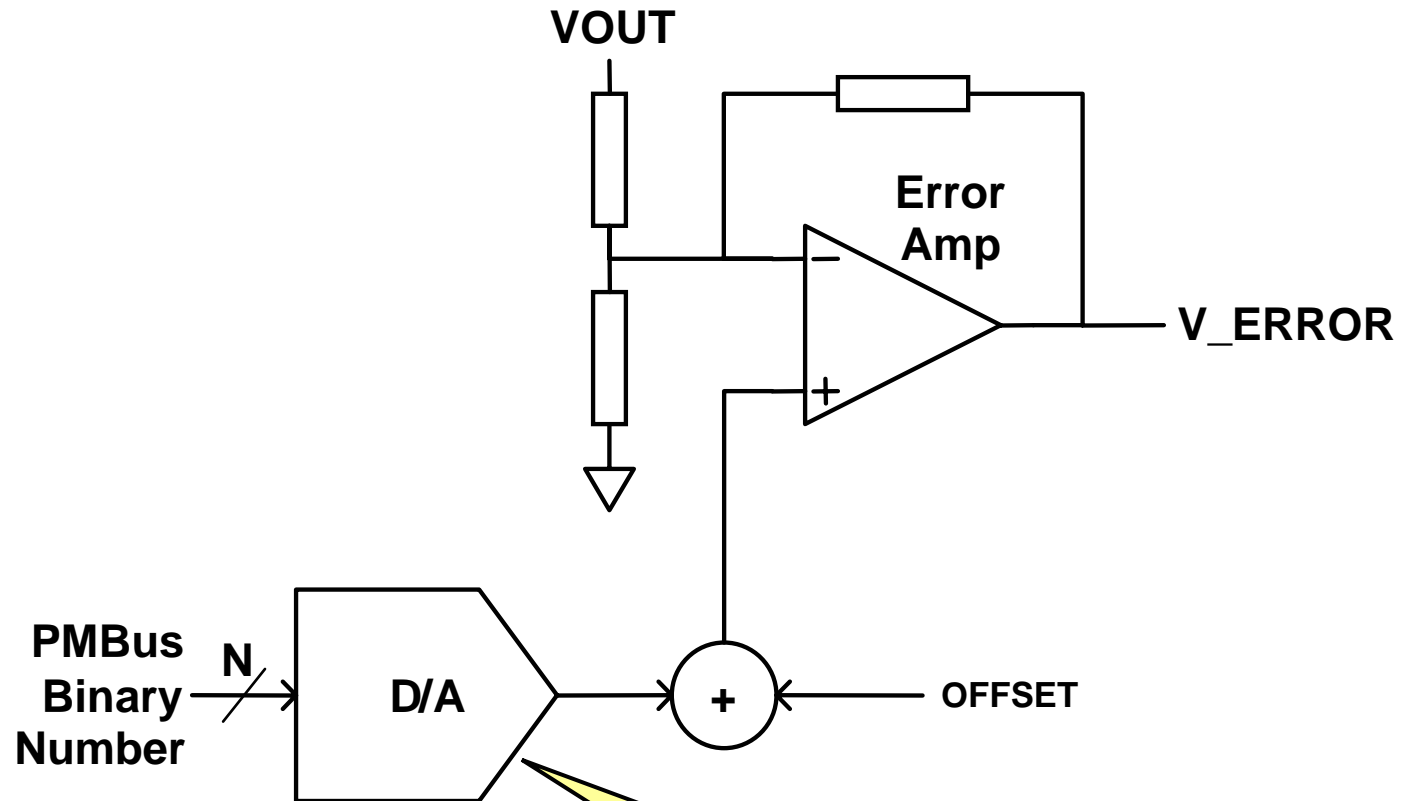 VOUT
Error
Amp
−
V_ERROR
+
PMBus
Binary
Number
N
D/A
+
OFFSET